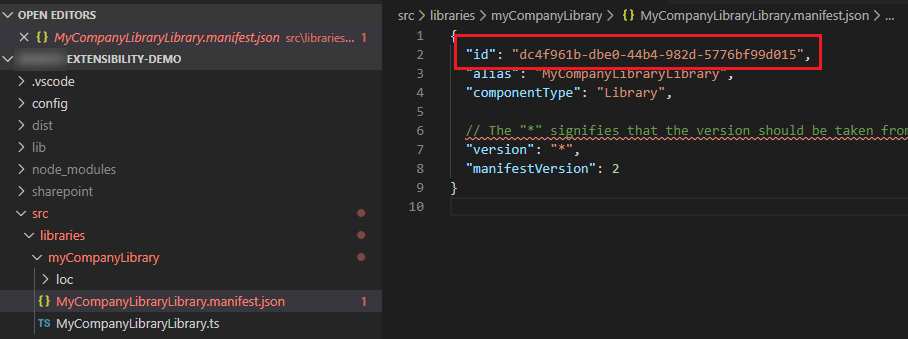 OPEN EDITORS
MyCompanyLibraryLibrary.manifest.json src\libraries... 1
EXTENSIBILITY-DEMO
.vscode
config
dist
lib
node_modules
sharepoint
src
libraries
myCompanyLibrary
loc
{} MyCompanyLibraryLibrary.manifest.json 1
TS MyCompanyLibraryLibrary.ts
src > libraries > myCompanyLibrary > {} MyCompanyLibraryLibrary.manifest.json > ...
1 {
2 "id": "dc4f961b-dbe0-44b4-982d-5776bf99d015",
3 "alias": "MyCompanyLibraryLibrary",
4 "componentType": "Library",
5
6 // The "*" signifies that the version should be taken from
7 "version": "*",
8 "manifestVersion": 2
9 }
10